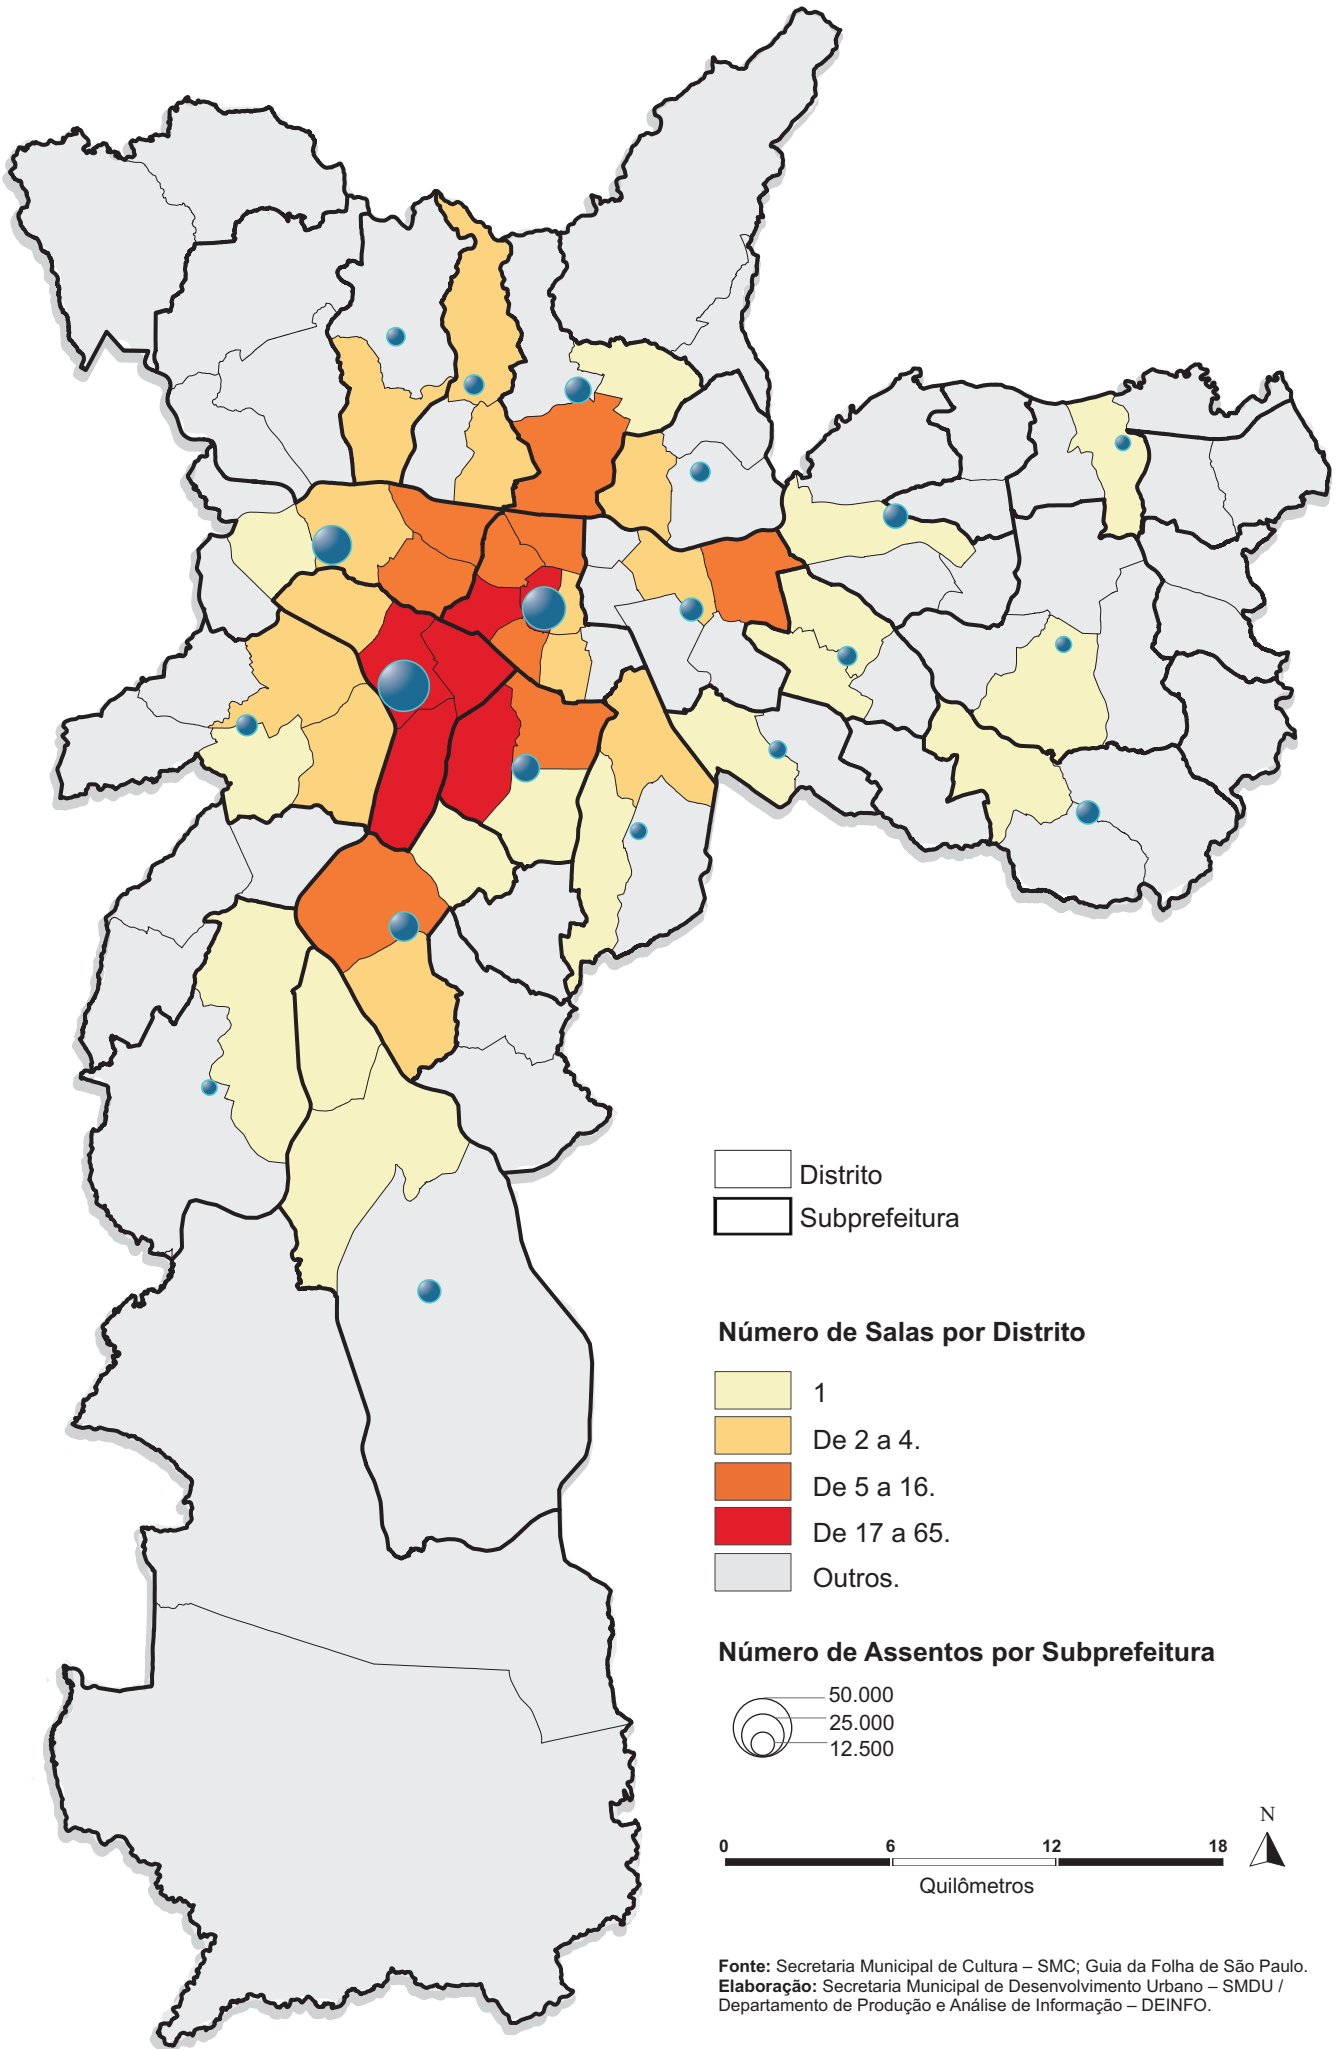 Distrito
Subprefeitura
Número de Salas por Distrito
1
De 2 a 4.
De 5 a 16.
De 17 a 65.
Outros.
Número de Assentos por Subprefeitura
50.000
25.000
12.500
N
0 6 12 18
Quilômetros
Fonte: Secretaria Municipal de Cultura – SMC; Guia da Folha de São Paulo.
Elaboração: Secretaria Municipal de Desenvolvimento Urbano – SMDU /
Departamento de Produção e Análise de Informação – DEINFO.